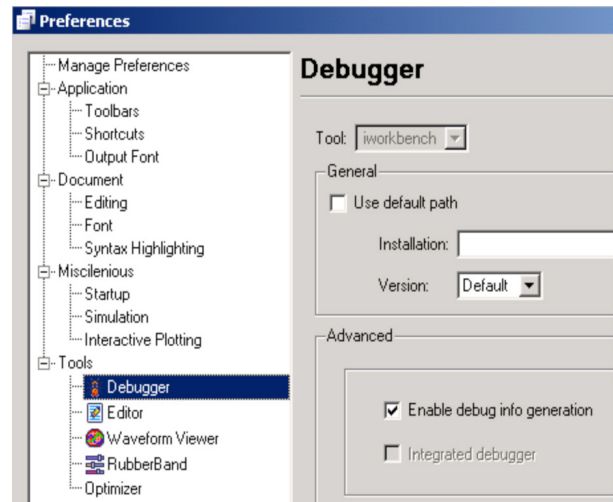 Preferences
Manage Preferences
Application
Toolbars
Shortcuts
Output Font
Document
Editing
Font
Syntax Highlighting
Miscilenious
Startup
Simulation
Interactive Plotting
Tools
Debugger
Editor
Waveform Viewer
RubberBand
Optimizer
Debugger
Tool: iworkbench
General
Use default path
Installation:
Version: Default
Advanced
Enable debug info generation
Integrated debugger